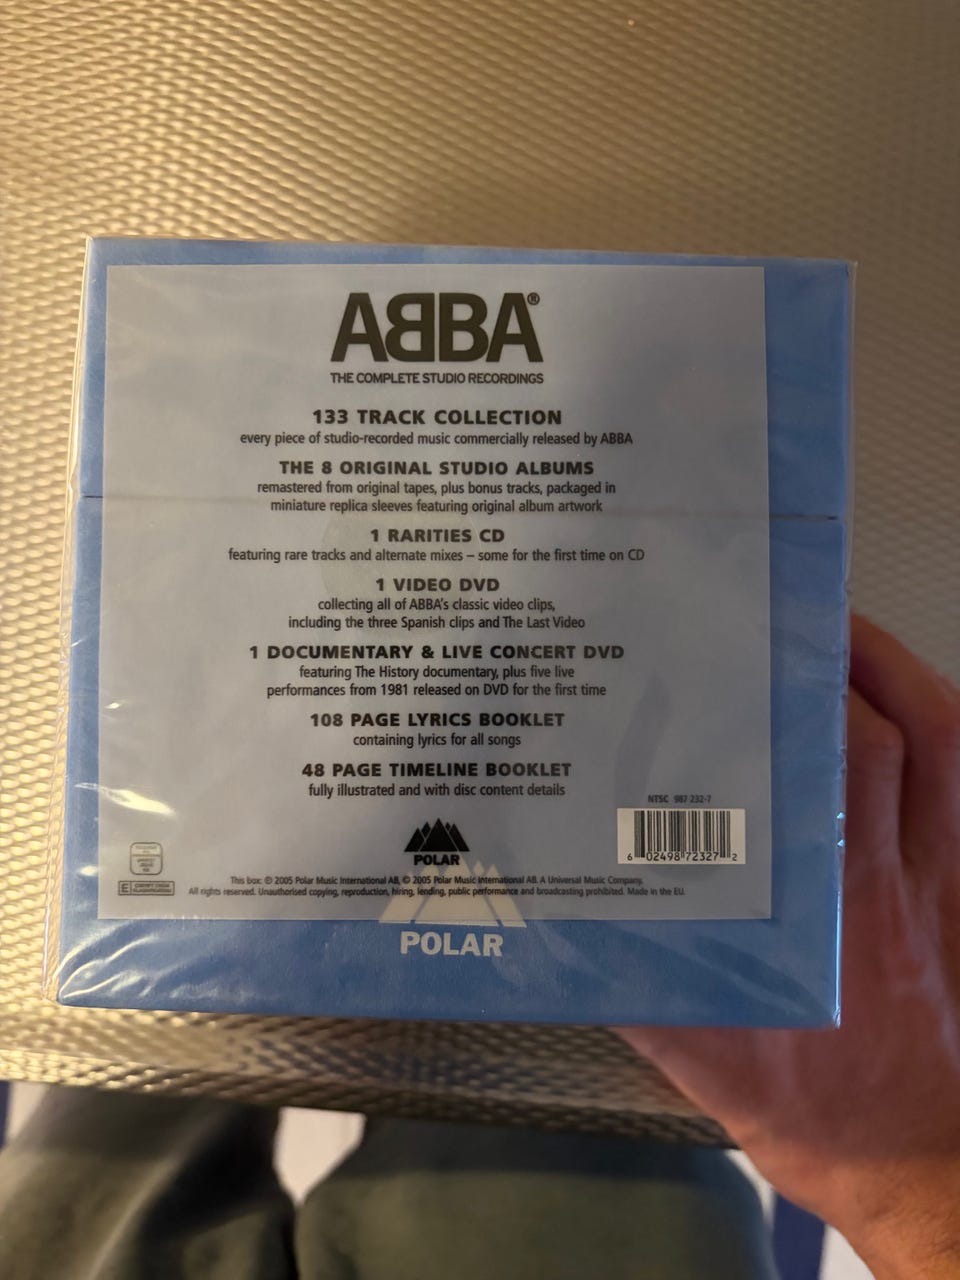 ABBA®
THE COMPLETE STUDIO RECORDINGS
133 TRACK COLLECTION
every piece of studio-recorded music commercially released by ABBA
THE 8 ORIGINAL STUDIO ALBUMS
remastered from original tapes, plus bonus tracks, packaged in
miniature replica sleeves featuring original album artwork
1 RARITIES CD
featuring rare tracks and alternate mixes – some for the first time on CD
1 VIDEO DVD
collecting all of ABBA's classic video clips,
including the three Spanish clips and The Last Video
1 DOCUMENTARY & LIVE CONCERT DVD
featuring The History documentary, plus five live
performances from 1981 released on DVD for the first time
108 PAGE LYRICS BOOKLET
containing lyrics for all songs
48 PAGE TIMELINE BOOKLET
fully illustrated and with disc content details
NTSC 987 232-7
6 02498 72327 2
POLAR
E
This box: ℗ 2005 Polar Music International AB, © 2005 Polar Music International AB. A Universal Music Company.
All rights reserved. Unauthorised copying, reproduction, hiring, lending, public performance and broadcasting prohibited. Made in the EU.
POLAR